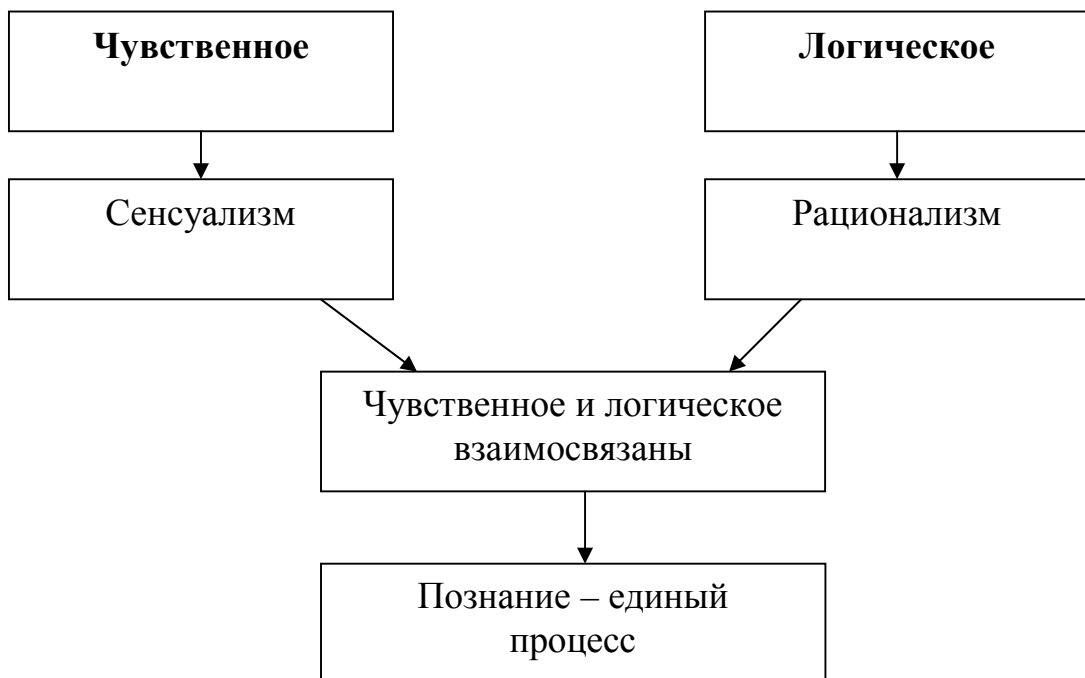 Чувственное
Логическое
Сенсуализм
Рационализм
Чувственное и логическое
взаимосвязаны
Познание – единый
процесс